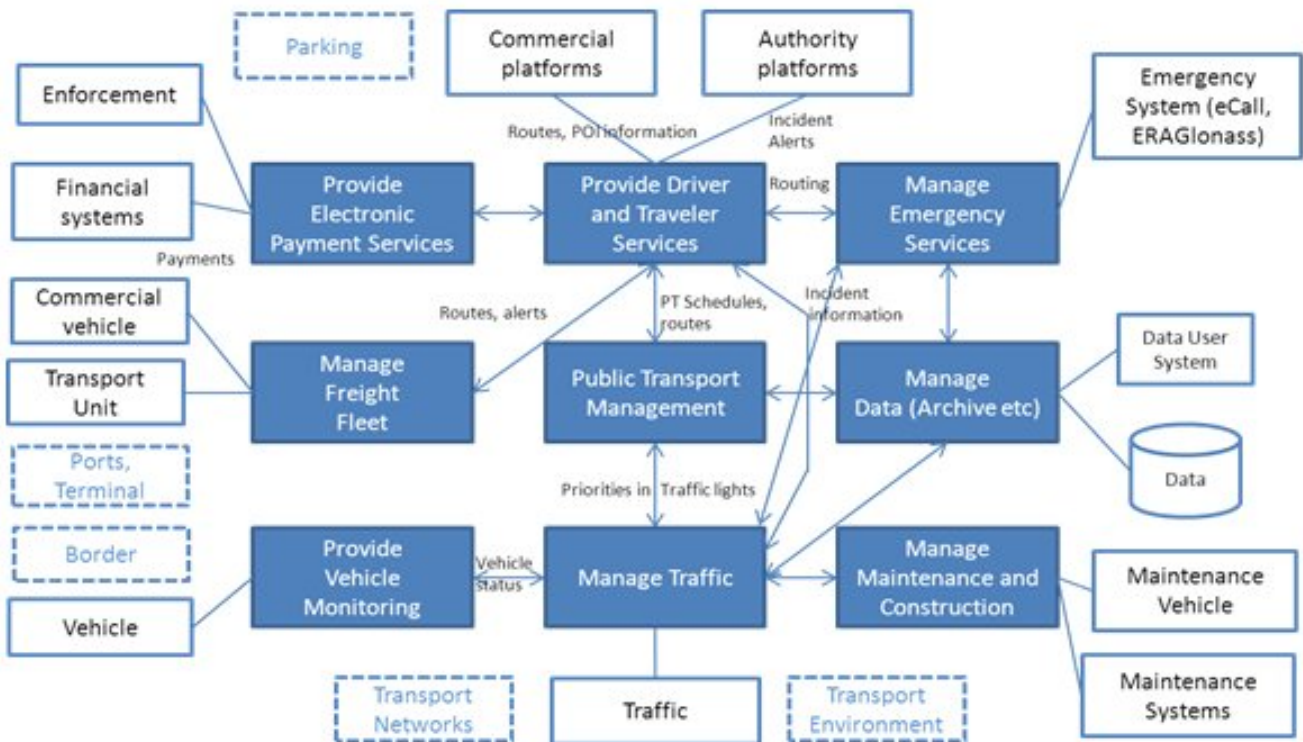 Parking
Commercial
platforms
Authority
platforms
Enforcement
Emergency
System (eCall,
ERAGlonass)
Routes, POI information
Incident
Alerts
Financial
systems
Provide
Electronic
Payment Services
Provide Driver
and Traveler
Services
Routing
Manage
Emergency
Services
Payments
Commercial
vehicle
Routes, alerts
PT Schedules,
routes
Incident
information
Transport
Unit
Manage
Freight
Fleet
Public Transport
Management
Manage
Data (Archive etc)
Data User
System
Data
Ports,
Terminal
Priorities in Traffic lights
Border
Provide
Vehicle
Monitoring
Vehicle
status
Manage Traffic
Manage
Maintenance and
Construction
Maintenance
Vehicle
Vehicle
Transport
Networks
Traffic
Transport
Environment
Maintenance
Systems